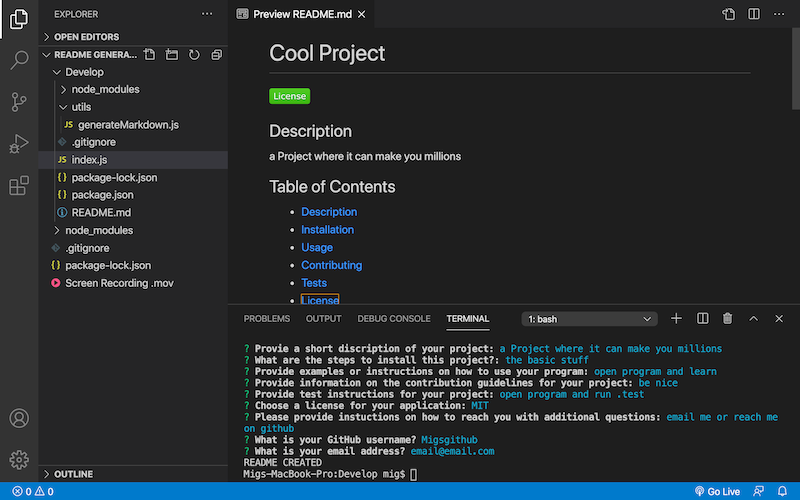 EXPLORER
OPEN EDITORS
README GENERA...
Develop
node_modules
utils
JS generateMarkdown.js
.gitignore
JS index.js
{} package-lock.json
{} package.json
README.md
node_modules
.gitignore
{} package-lock.json
Screen Recording .mov
OUTLINE
Preview README.md
Cool Project
License
Description
a Project where it can make you millions
Table of Contents
• Description
• Installation
• Usage
• Contributing
• Tests
• License
PROBLEMS OUTPUT DEBUG CONSOLE TERMINAL 1: bash
? Provie a short discription of your project: a Project where it can make you millions
? What are the steps to install this project?: the basic stuff
? Provide examples or instructions on how to use your program: open program and learn
? Provide information on the contribution guidelines for your project: be nice
? Provide test instructions for your project: open program and run .test
? Choose a license for your application: MIT
? Please provide instuctions on how to reach you with additional questions: email me or reach me
on github
? What is your GitHub username? Migsgithub
? What is your email address? email@email.com
README CREATED
Migs-MacBook-Pro:Develop mig$
0 0 Go Live